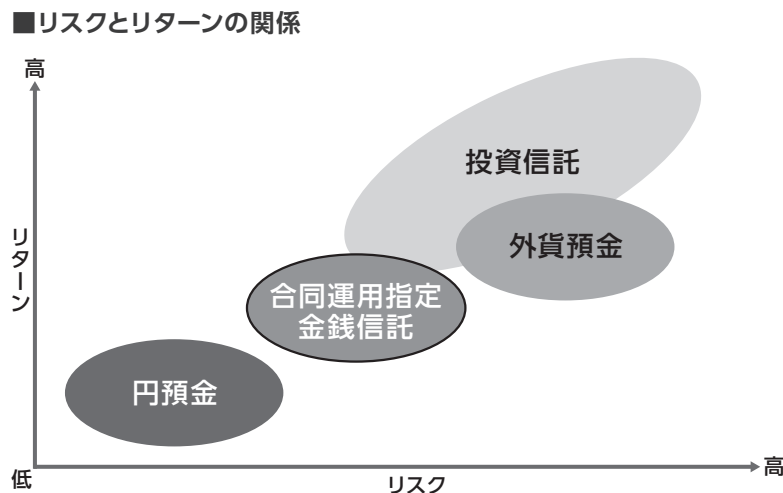 ■リスクとリターンの関係
高
投資信託
リターン
外貨預金
合同運用指定
金銭信託
円預金
低
リスク
高